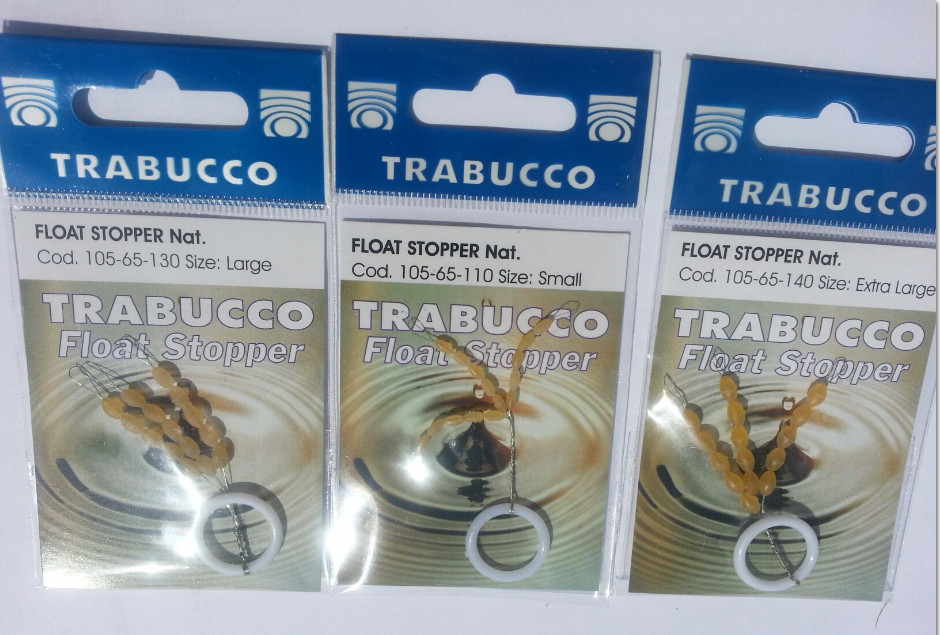 TRABUCCO
FLOAT STOPPER Nat.
Cod. 105-65-130 Size: Large
TRABUCCO
Float Stopper
TRABUCCO
FLOAT STOPPER Nat.
Cod. 105-65-110 Size: Small
TRABUCCO
Float Stopper
TRABUCCO
FLOAT STOPPER Nat.
Cod. 105-65-140 Size: Extra Large
TRABUCCO
Float Stopper